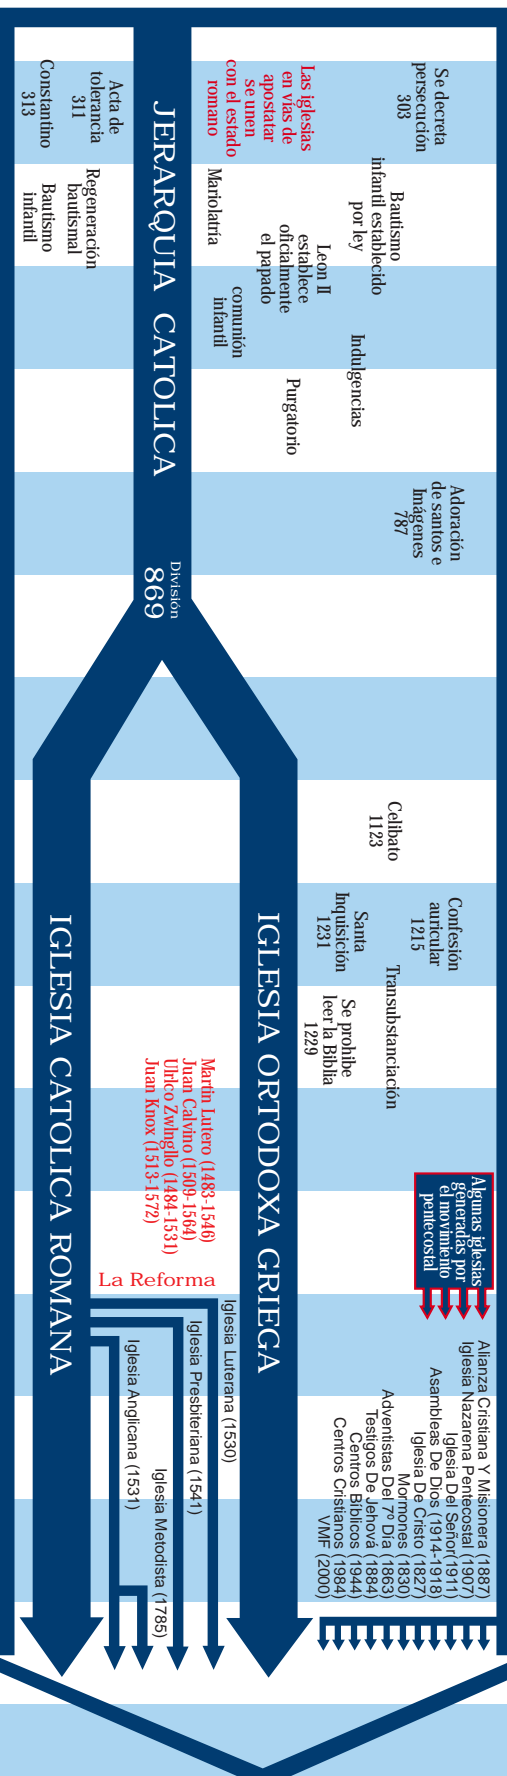 Se decreta
persecución
303
Las iglesias
en vías de
apostatar
se unen
con el estado
romano
Acta de
tolerancia
311
Constantino
313
Bautismo
infantil establecido
por ley
Mariolatría
Regeneración
bautismal
Bautismo
infantil
Leon II
establece
oficialmente
el papado
comunión
infantil
Indulgencias
Purgatorio
JERARQUIA CATOLICA
Adoración
de santos e
Imágenes
787
División
869
Celibato
1123
Confesión
auricular
1215
Santa
Inquisición
1231
Transubstanciación
Se prohibe
leer la Biblia
1229
IGLESIA ORTODOXA GRIEGA
IGLESIA CATOLICA ROMANA
Martin Lutero (1483-1546)
Juan Calvino (1509-1564)
Ulrlco Zwlngllo (1484-1531)
Juan Knox (1513-1572)
La Reforma
Algunas iglesias
generadas por
el movimiento
pentecostal
Iglesia Luterana (1530)
Iglesia Presbiteriana (1541)
Iglesia Metodista (1785)
Iglesia Anglicana (1531)
Alianza Cristiana Y Misionera (1887)
Iglesia Nazarena Pentecostal (1907)
Iglesia Del Señor(1911)
Asambleas De Dios (1914-1918)
Iglesia De Cristo (1827)
Mormones (1830)
Adventistas Del 7º Día (1863)
Testigos De Jehová (1884)
Centros Bíblicos (1944)
Centros Cristianos (1984)
VMF (2000)